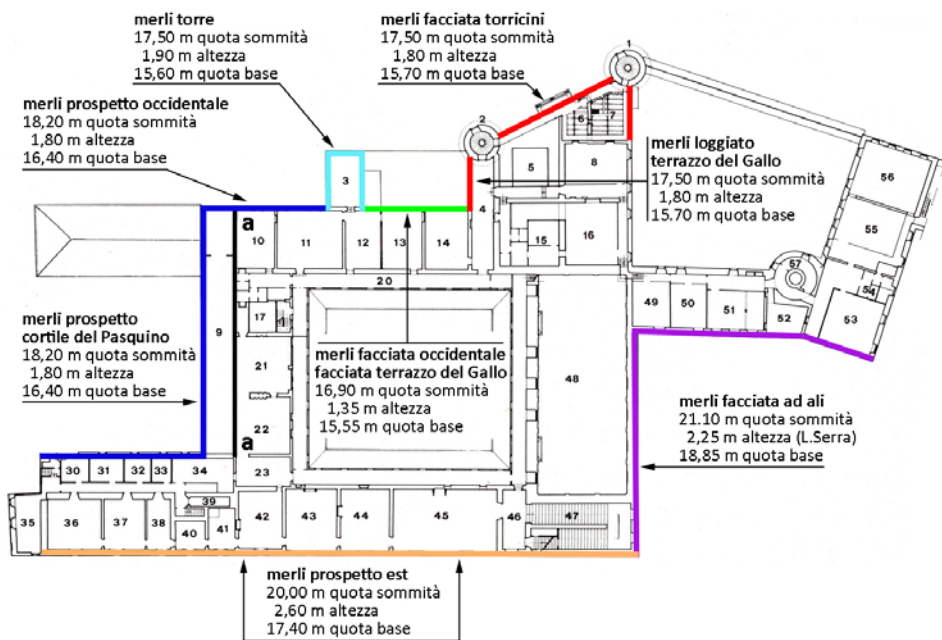 merli torre
17,50 m quota sommità
1,90 m altezza
15,60 m quota base
merli facciata torricini
17,50 m quota sommità
1,80 m altezza
15,70 m quota base
merli prospetto occidentale
18,20 m quota sommità
1,80 m altezza
16,40 m quota base
merli loggiato
terrazzo del Gallo
17,50 m quota sommità
1,80 m altezza
15.70 m quota base
merli prospetto
cortile del Pasquino
18,20 m quota sommità
1,80 m altezza
16,40 m quota base
merli facciata occidentale
facciata terrazzo del Gallo
16,90 m quota sommità
1,35 m altezza
15,55 m quota base
merli facciata ad ali
21.10 m quota sommità
2,25 m altezza (L.Serra)
18,85 m quota base
merli prospetto est
20,00 m quota sommità
2,60 m altezza
17,40 m quota base
1
2
6 7
3
5
8
56
4
a
10
11
12
13
14
15
16
55
57
54
20
9
17
49
50
51
52
53
21
48
22
a
23
30
31
32
33
34
39
35
36
37
38
40
41
42
43
44
45
46
47